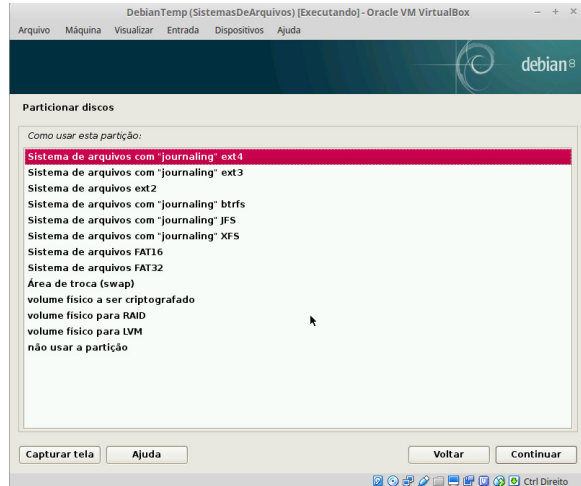 DebianTemp (SistemasDeArquivos) [Executando] - Oracle VM VirtualBox
Arquivo Máquina Visualizar Entrada Dispositivos Ajuda
debian 8
Particionar discos
Como usar esta partição:
Sistema de arquivos com "journaling" ext4
Sistema de arquivos com "journaling" ext3
Sistema de arquivos ext2
Sistema de arquivos com "journaling" btrfs
Sistema de arquivos com "journaling" JFS
Sistema de arquivos com "journaling" XFS
Sistema de arquivos FAT16
Sistema de arquivos FAT32
Área de troca (swap)
volume físico a ser criptografado
volume físico para RAID
volume físico para LVM
não usar a partição
Capturar tela Ajuda Voltar Continuar
Ctrl Direito